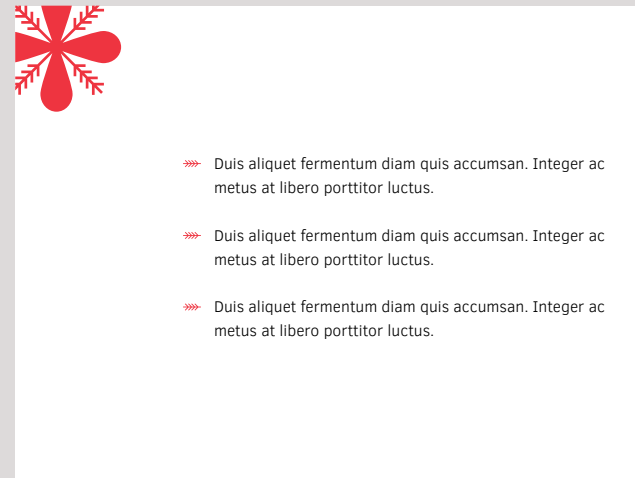 Duis aliquet fermentum diam quis accumsan. Integer ac
metus at libero porttitor luctus.
Duis aliquet fermentum diam quis accumsan. Integer ac
metus at libero porttitor luctus.
Duis aliquet fermentum diam quis accumsan. Integer ac
metus at libero porttitor luctus.